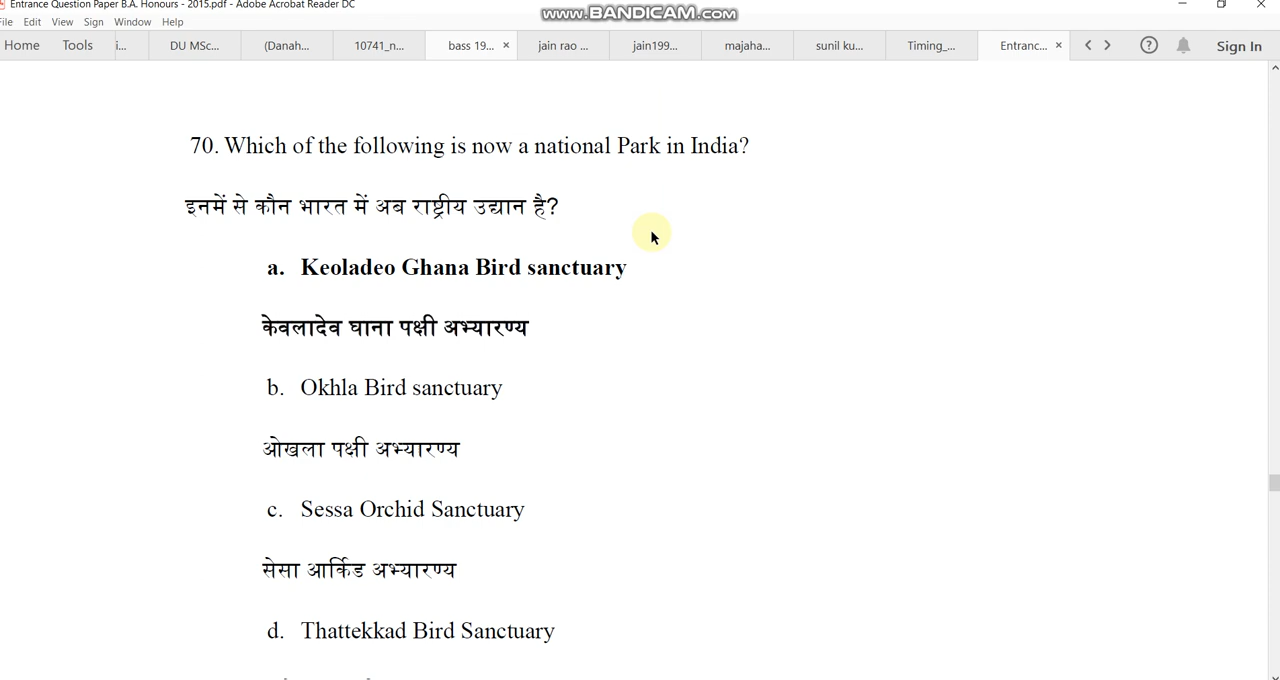 Entrance Question Paper B.A. Honours - 2015.pdf - Adobe Acrobat Reader DC
www.BANDICAM.com
File Edit View Sign Window Help
Home Tools i... DU MSc... (Danah... 10741_n... bass 19... × jain rao ... jain199... majaha... sunil ku... Timing_... Entranc... × Sign In
70. Which of the following is now a national Park in India?
इनमें से कौन भारत में अब राष्ट्रीय उद्यान है?
a. Keoladeo Ghana Bird sanctuary
केवलादेव घाना पक्षी अभ्यारण्य
b. Okhla Bird sanctuary
ओखला पक्षी अभ्यारण्य
c. Sessa Orchid Sanctuary
सेसा आर्किड अभ्यारण्य
d. Thattekkad Bird Sanctuary